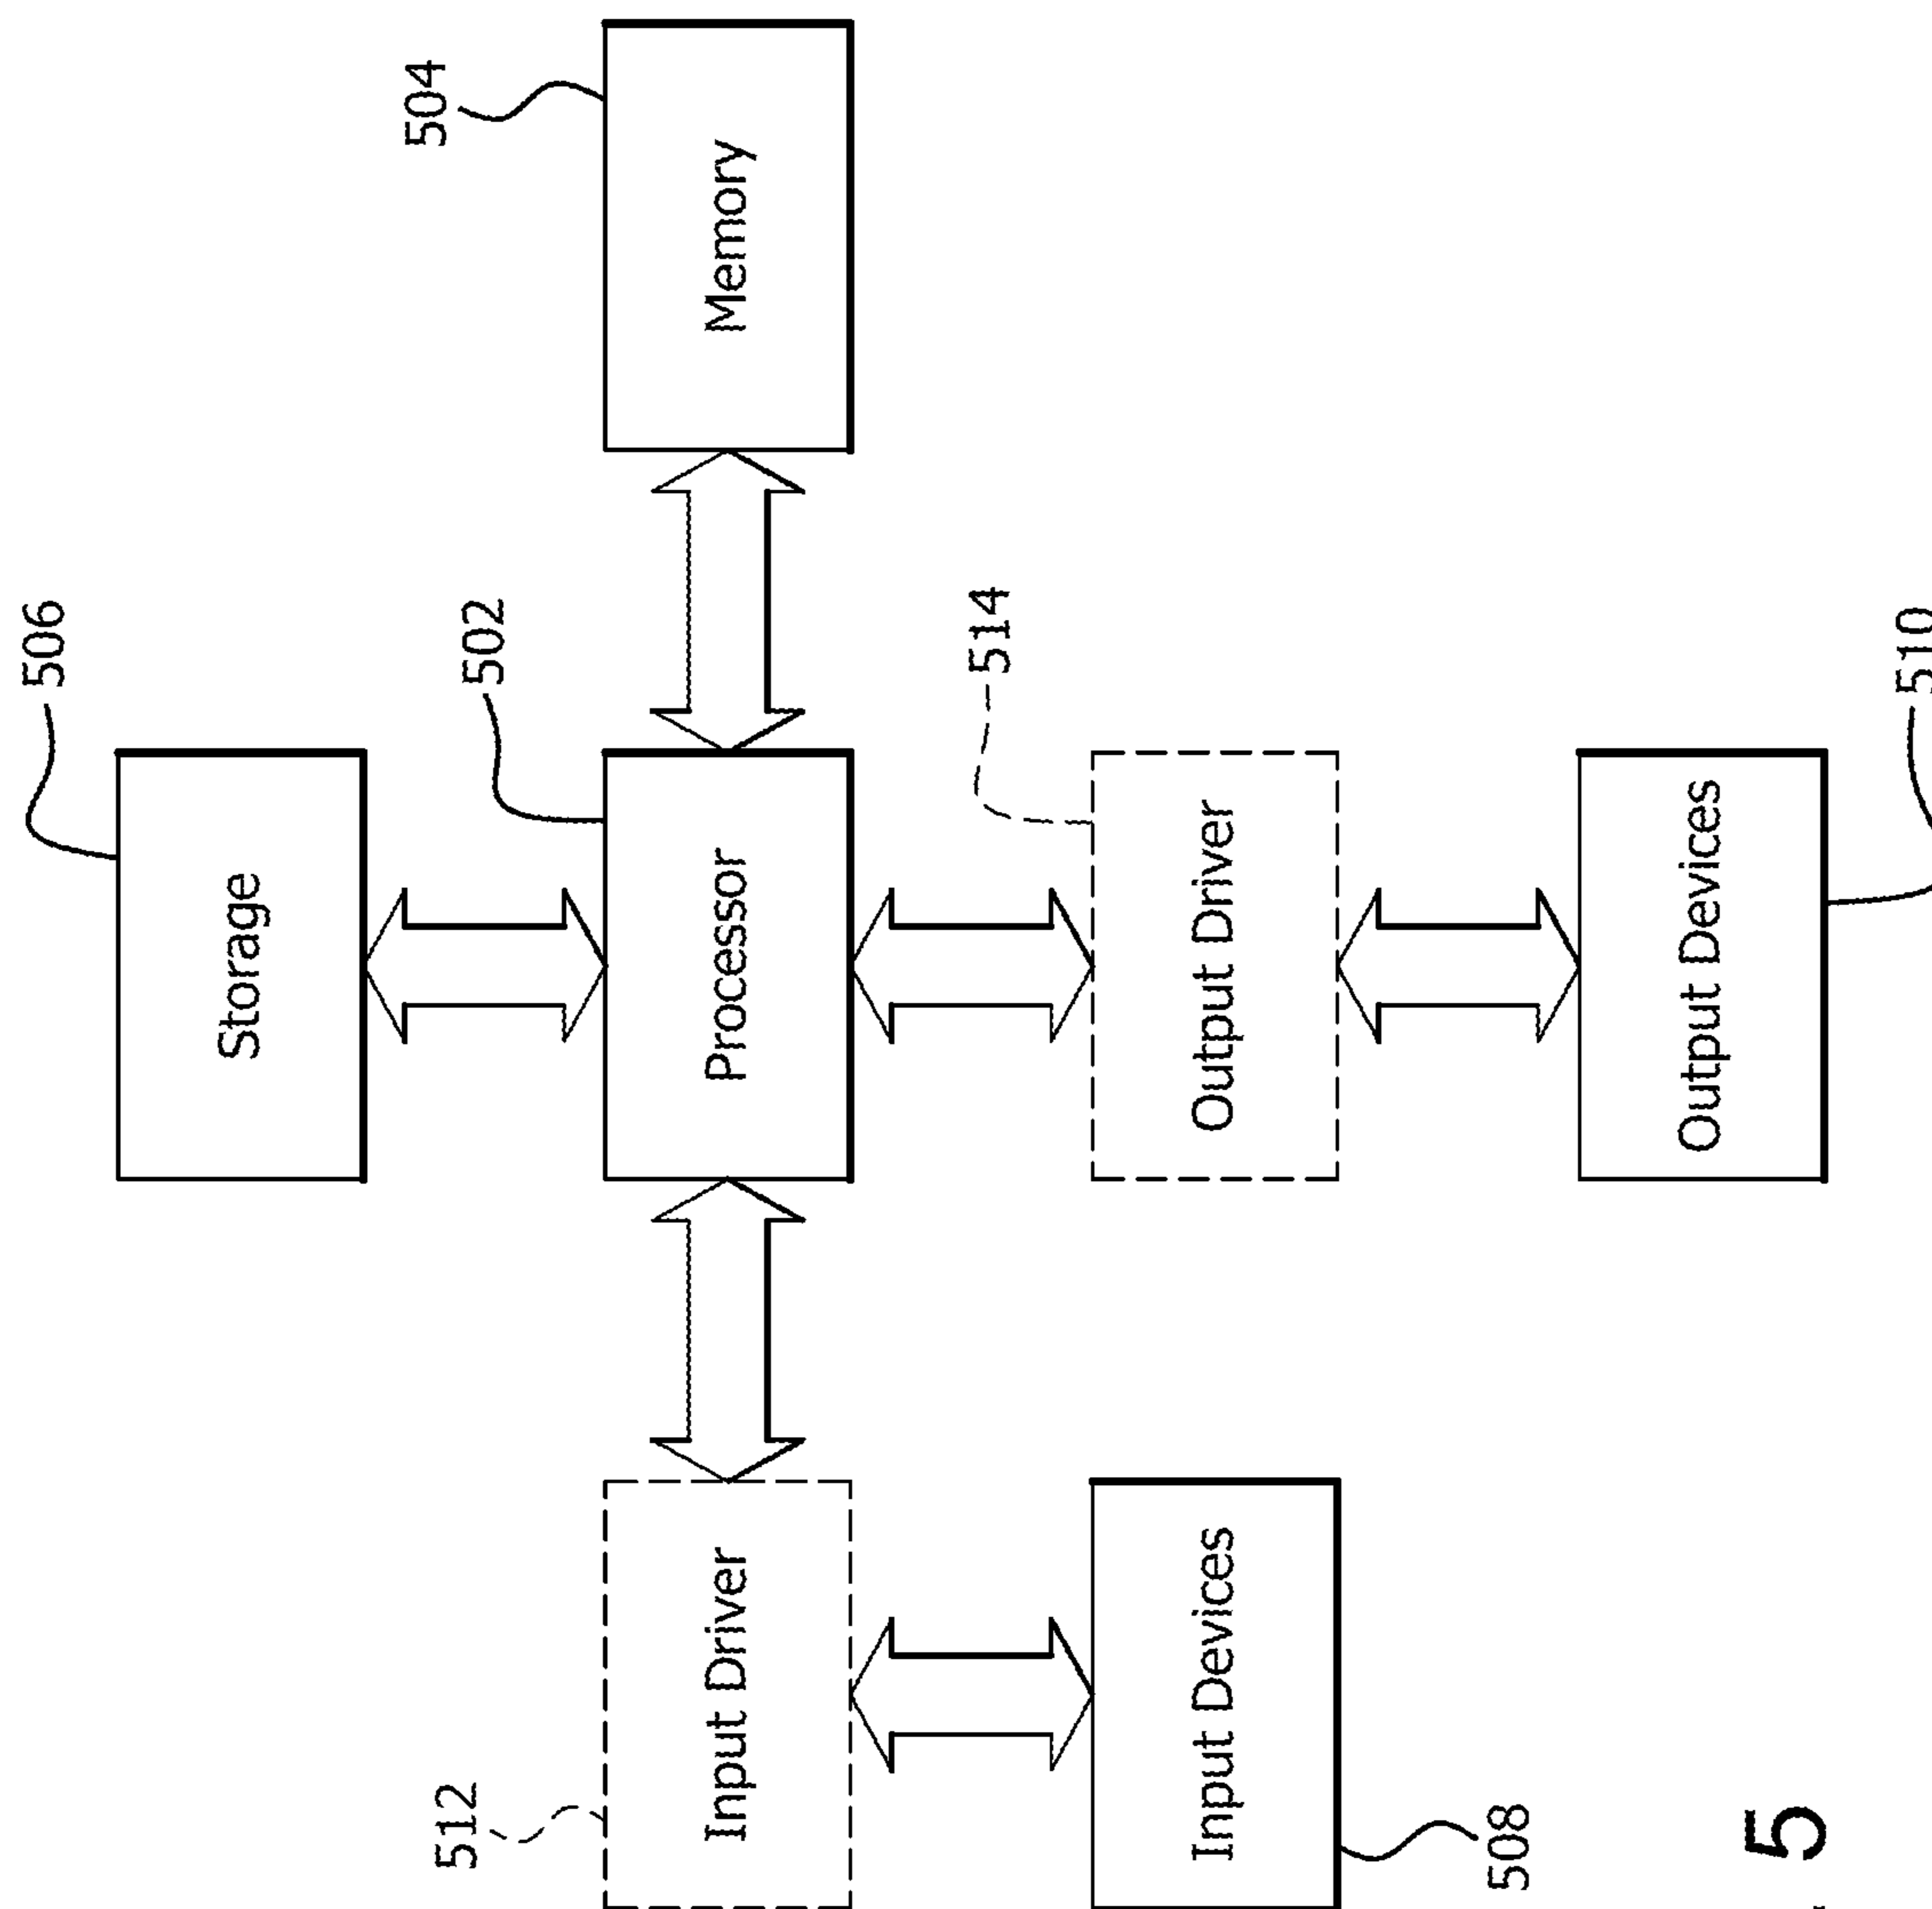 506
Storage
504
Memory
502
Processor
512
Input Driver
514
Output Driver
508
Input Devices
510
Output Devices
5